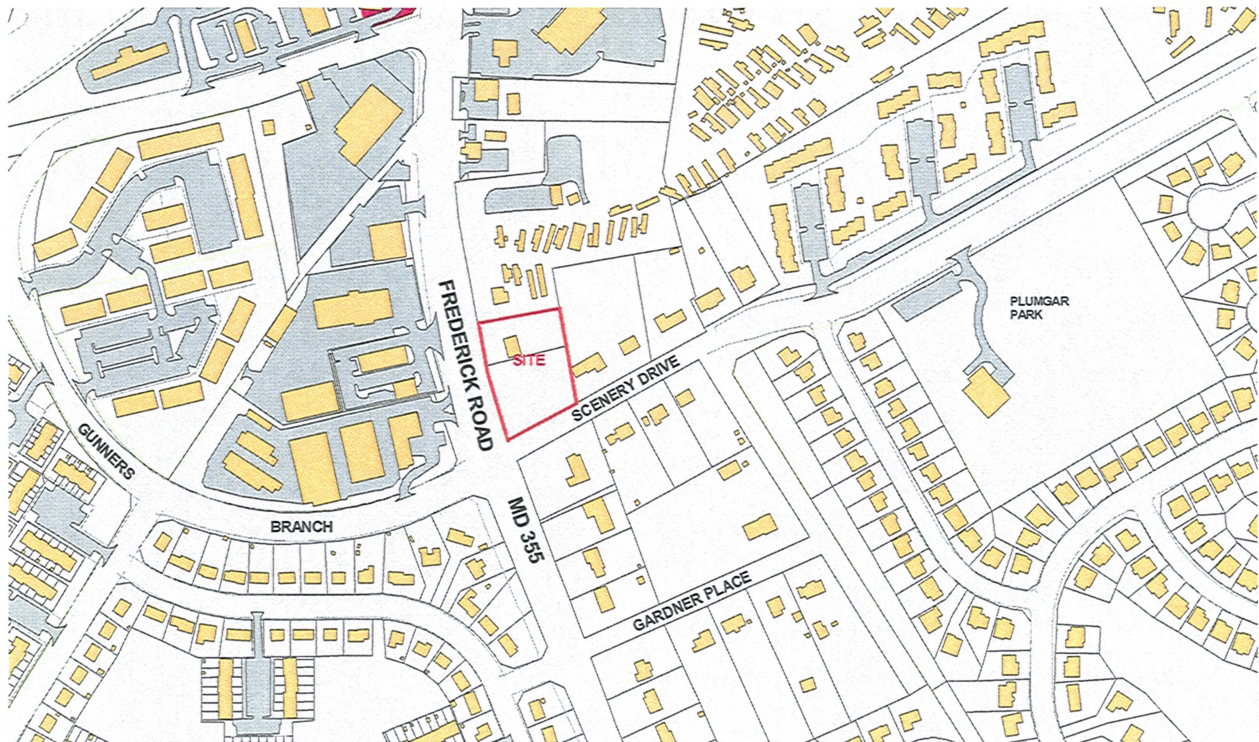 PLUMGAR
PARK
FREDERICK ROAD
SITE
SCENERY DRIVE
GUNNERS
BRANCH
MD 355
GARDNER PLACE